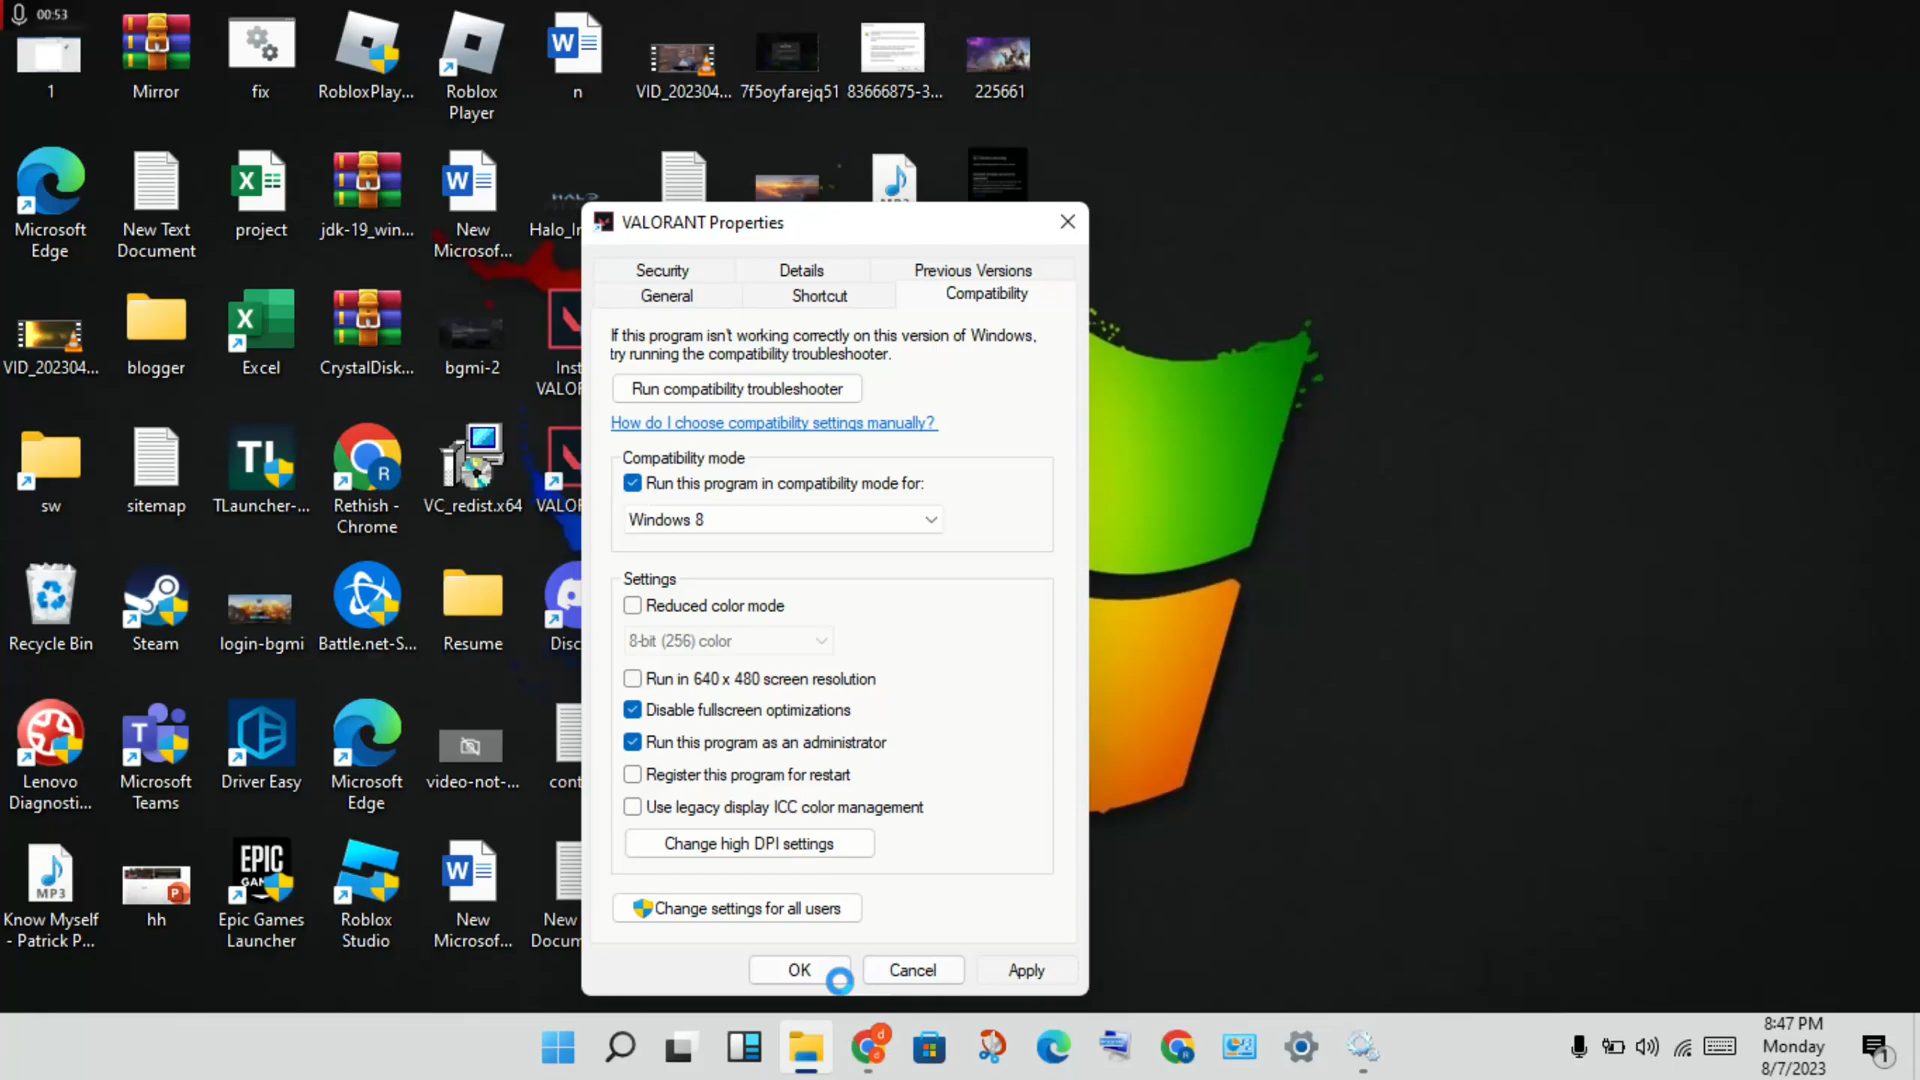 00:53
1
Mirror
fix
RobloxPlay...
Roblox
Player
n
VID_202304...
7f5oyfarejq51
83666875-3...
225661
Microsoft
Edge
New Text
Document
project
jdk-19_win...
New
Microsof...
HALO
Halo_In
MP3
VID_202304...
blogger
Excel
CrystalDisk...
bgmi-2
Inst
VALOR
sw
sitemap
TLauncher-...
Rethish -
Chrome
VC_redist.x64
VALOR
Recycle Bin
Steam
login-bgmi
Battle.net-S...
Resume
Disc
Lenovo
Diagnosti...
Microsoft
Teams
Driver Easy
Microsoft
Edge
video-not-...
cont
MP3
Know Myself
- Patrick P...
hh
EPIC
GAM
Epic Games
Launcher
Roblox
Studio
New
Microsof...
New
Docum
VALORANT Properties
Security
Details
Previous Versions
General
Shortcut
Compatibility
If this program isn't working correctly on this version of Windows,
try running the compatibility troubleshooter.
Run compatibility troubleshooter
How do I choose compatibility settings manually?
Compatibility mode
Run this program in compatibility mode for:
Windows 8
Settings
Reduced color mode
8-bit (256) color
Run in 640 x 480 screen resolution
Disable fullscreen optimizations
Run this program as an administrator
Register this program for restart
Use legacy display ICC color management
Change high DPI settings
Change settings for all users
OK
Cancel
Apply
8:47 PM
Monday
8/7/2023
1